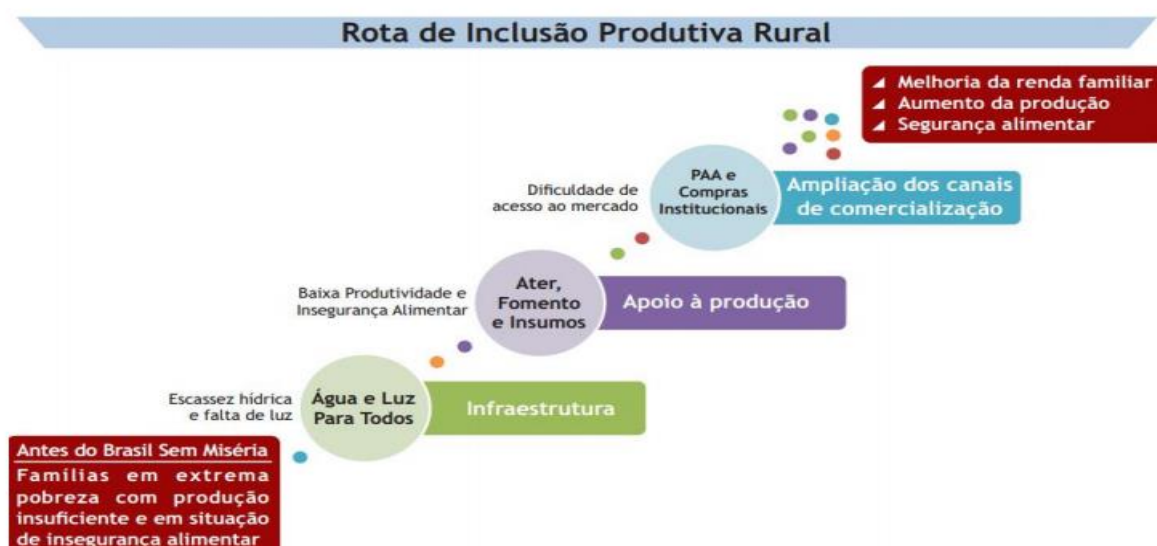 Rota de Inclusão Produtiva Rural
Melhoria da renda familiar
Aumento da produção
Segurança alimentar
Dificuldade de
acesso ao mercado
PAA e
Compras
Institucionais
Ampliação dos canais
de comercialização
Baixa Produtividade e
Insegurança Alimentar
Ater,
Fomento
e Insumos
Apoio à produção
Escassez hídrica
e falta de luz
Água e Luz
Para Todos
Infraestrutura
Antes do Brasil Sem Miséria
Famílias em extrema
pobreza com produção
insuficiente e em situação
de insegurança alimentar